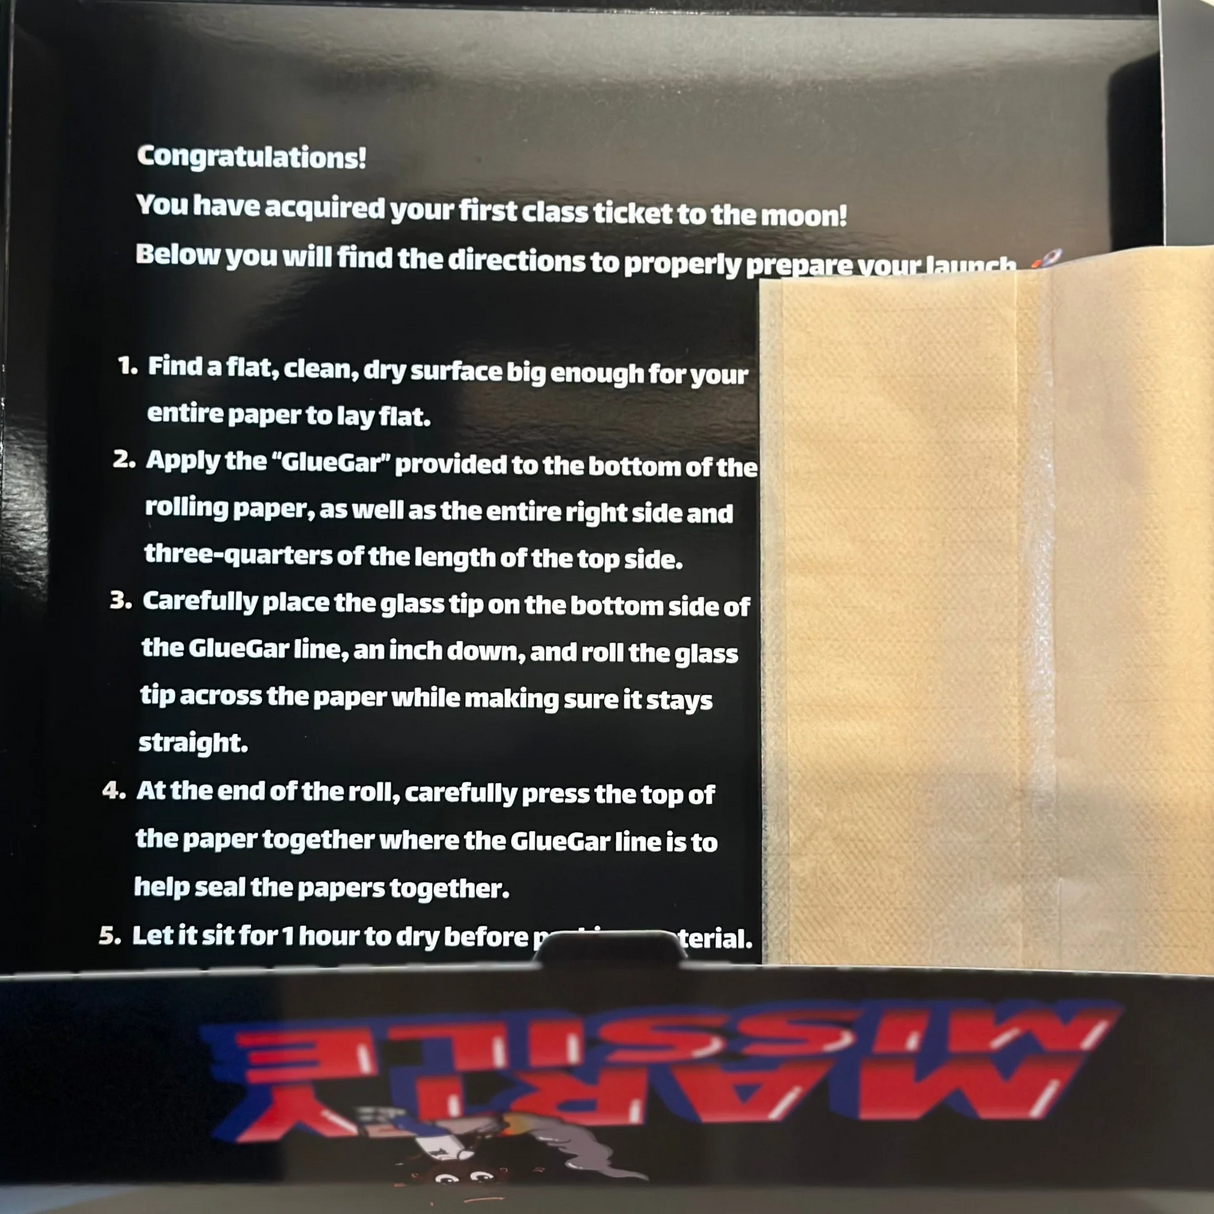 Congratulations!
You have acquired your first class ticket to the moon!
Below you will find the directions to properly prepare your launch
1. Find a flat, clean, dry surface big enough for your
entire paper to lay flat.
2. Apply the “GlueGar” provided to the bottom of the
rolling paper, as well as the entire right side and
three-quarters of the length of the top side.
3. Carefully place the glass tip on the bottom side of
the GlueGar line, an inch down, and roll the glass
tip across the paper while making sure it stays
straight.
4. At the end of the roll, carefully press the top of
the paper together where the GlueGar line is to
help seal the papers together.
5. Let it sit for 1 hour to dry before
MARTY
MISSILE